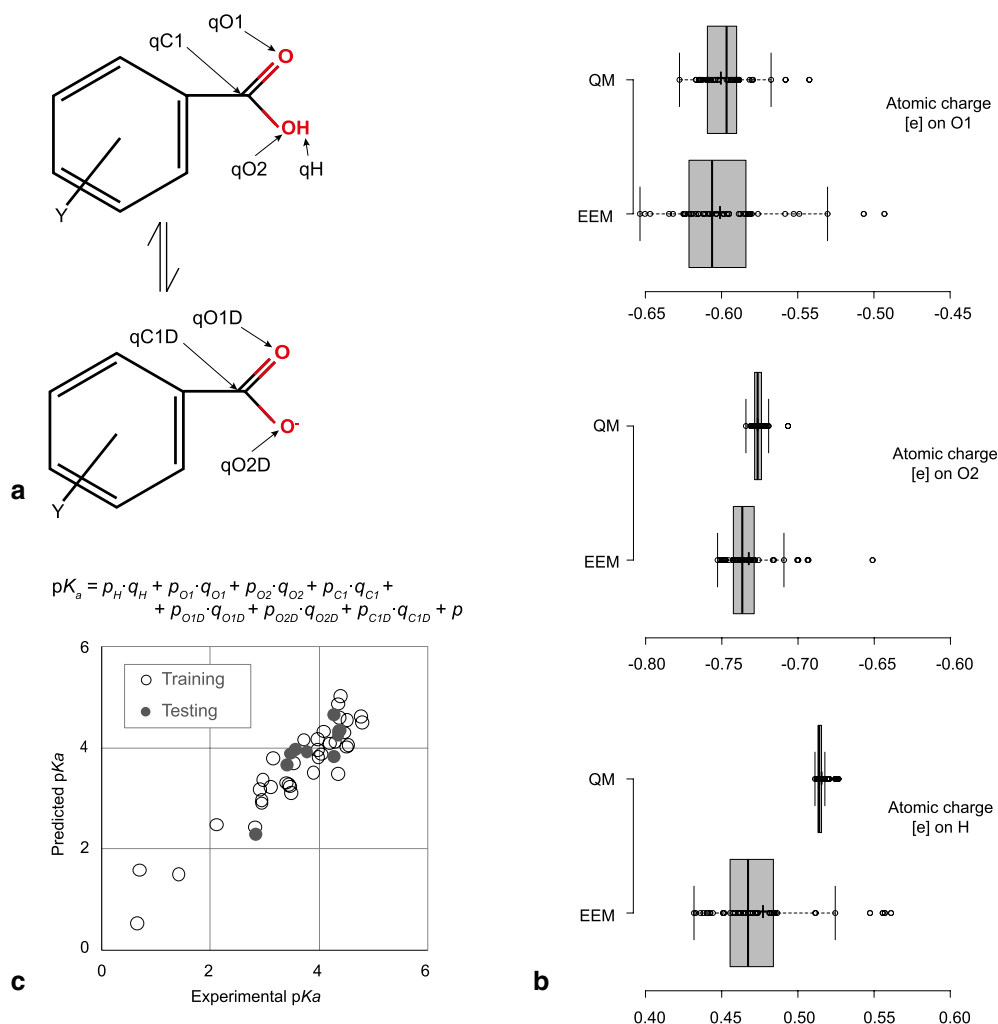 qO1
qC1
O
OH
qO2
qH
Y
qO1D
qC1D
O
O-
qO2D
Y
a
pKa = pH·qH + pO1·qO1 + pO2·qO2 + pC1·qC1 +
+ pO1D·qO1D + pO2D·qO2D + pC1D·qC1D + p
6
4
2
0
Training
Testing
Predicted pKa
0
2
4
6
Experimental pKa
c
QM
EEM
Atomic charge
[e] on O1
-0.65
-0.60
-0.55
-0.50
-0.45
QM
EEM
Atomic charge
[e] on O2
-0.80
-0.75
-0.70
-0.65
-0.60
QM
EEM
Atomic charge
[e] on H
0.40
0.45
0.50
0.55
0.60
b